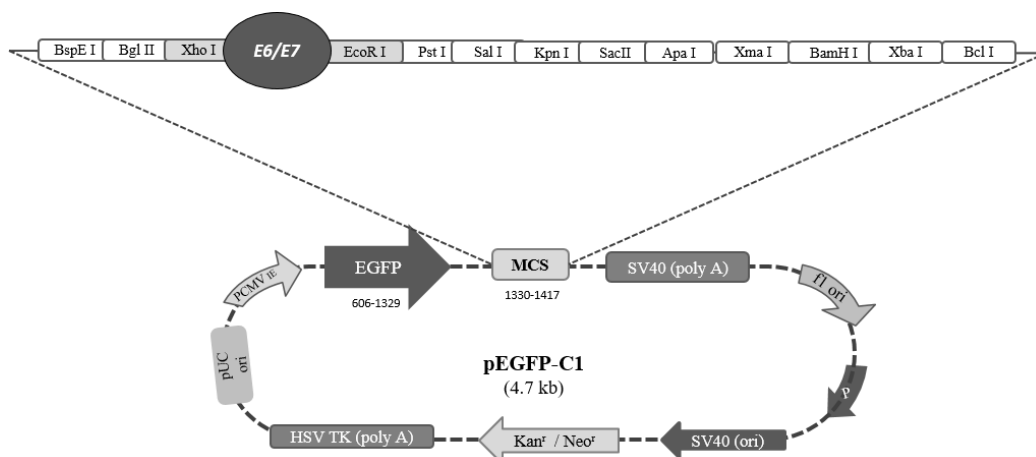 BspE I Bgl II Xho I E6/E7 EcoR I Pst I Sal I Kpn I SacII Apa I Xma I BamH I Xba I Bcl I
EGFP MCS SV40 (poly A)
PCMV IE 606-1329 1330-1417 f1 ori
pUC
ori
pEGFP-C1
(4.7 kb)
P
HSV TK (poly A) Kanʳ / Neoʳ SV40 (ori)